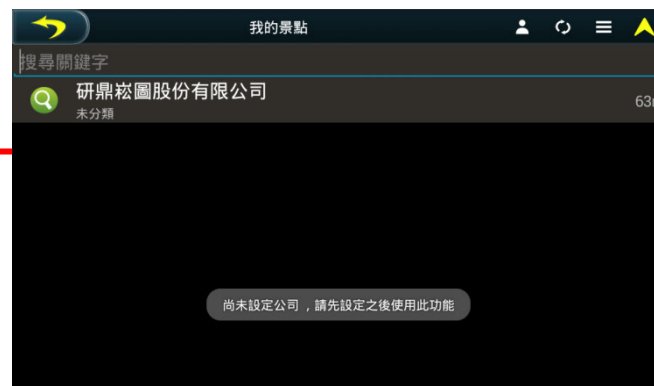 我的景點
搜尋關鍵字
研鼎崧圖股份有限公司
未分類
63
尚未設定公司 ，請先設定之後使用此功能